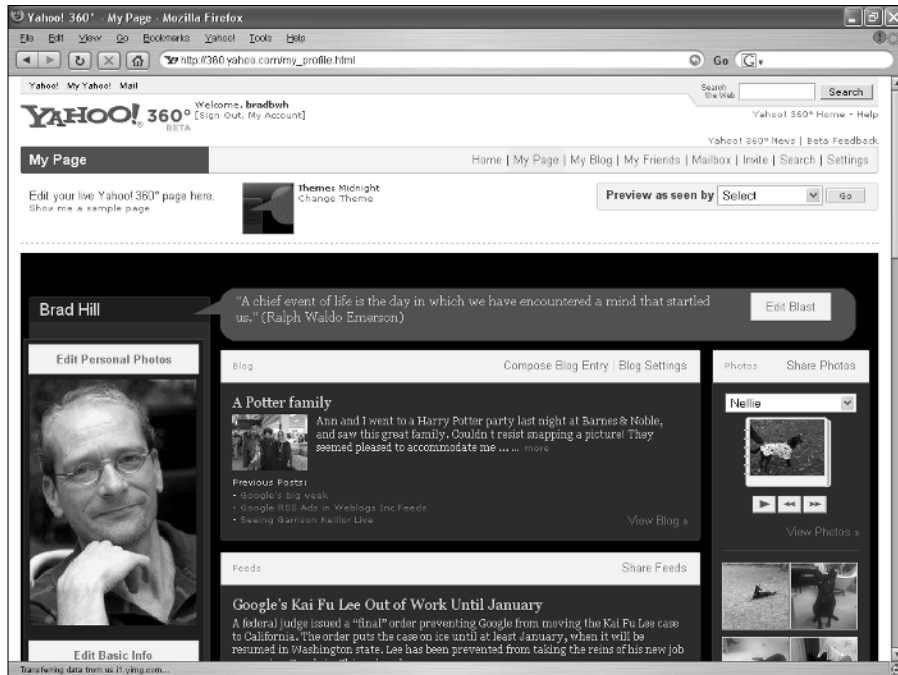 Yahoo! 360° - My Page - Mozilla Firefox
File Edit View Go Bookmarks Yahoo! Tools Help
http://360.yahoo.com/my_profile.html
Go
G
Yahoo! My Yahoo! Mail
Search the Web
Search
YAHOO! 360° BETA
Welcome, bradbwh
[Sign Out, My Account]
Yahoo! 360° Home - Help
Yahoo! 360° News | Beta Feedback
My Page
Home | My Page | My Blog | My Friends | Mailbox | Invite | Search | Settings
Edit your live Yahoo! 360° page here.
Show me a sample page
Theme: Midnight
Change Theme
Preview as seen by Select Go
Brad Hill
"A chief event of life is the day in which we have encountered a mind that startled
us." (Ralph Waldo Emerson)
Edit Blast
Edit Personal Photos
Blog
Compose Blog Entry | Blog Settings
A Potter family
Ann and I went to a Harry Potter party last night at Barnes & Noble,
and saw this great family. Couldn t resist snapping a picture! They
seemed pleased to accommodate me ... ... more
Previous Posts:
- Google's big week
- Google RSS Ads in Weblogs Inc Feeds
- Seeing Garrison Keiller Live
View Blog »
Photos
Share Photos
Nellie
View Photos »
Feeds
Share Feeds
Google's Kai Fu Lee Out of Work Until January
A federal judge issued a "final" order preventing Google from moving the Kai Fu Lee case
to California. The order puts the case on ice until at least January, when it will be
resumed in Washington state. Lee has been prevented from taking the reins of his new job
Edit Basic Info
Transferring data from us.i1.yimg.com...